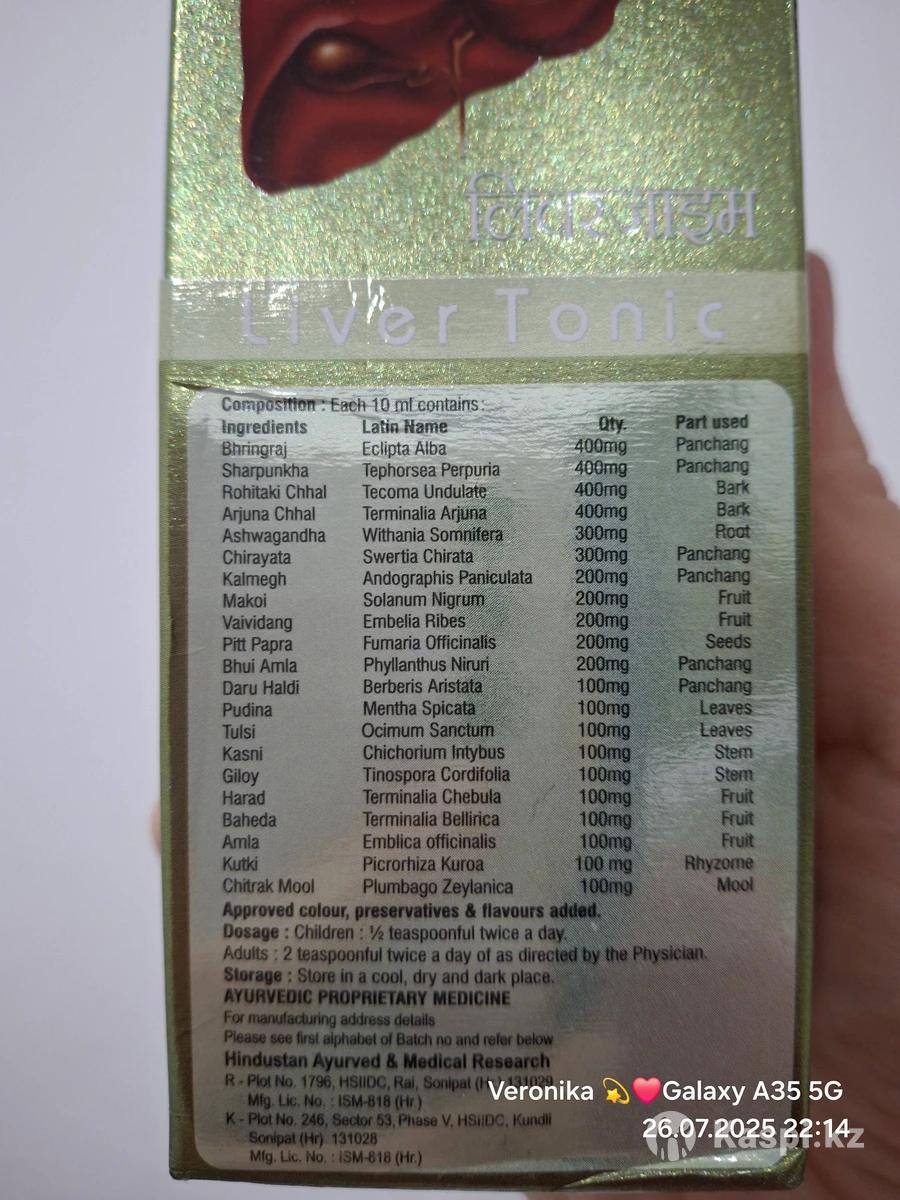 लिवरजाइम
Liver Tonic
Composition : Each 10 ml contains:
Ingredients Latin Name Qty. Part used
Bhringraj Eclipta Alba 400mg Panchang
Sharpunkha Tephorsea Perpuria 400mg Panchang
Rohitaki Chhal Tecoma Undulate 400mg Bark
Arjuna Chhal Terminalia Arjuna 400mg Bark
Ashwagandha Withania Somnifera 300mg Root
Chirayata Swertia Chirata 300mg Panchang
Kalmegh Andographis Paniculata 200mg Panchang
Makoi Solanum Nigrum 200mg Fruit
Vaividang Embelia Ribes 200mg Fruit
Pitt Papra Fumaria Officinalis 200mg Seeds
Bhui Amla Phyllanthus Niruri 200mg Panchang
Daru Haldi Berberis Aristata 100mg Panchang
Pudina Mentha Spicata 100mg Leaves
Tulsi Ocimum Sanctum 100mg Leaves
Kasni Chichorium Intybus 100mg Stem
Giloy Tinospora Cordifolia 100mg Stem
Harad Terminalia Chebula 100mg Fruit
Baheda Terminalia Bellirica 100mg Fruit
Amla Emblica officinalis 100mg Fruit
Kutki Picrorhiza Kuroa 100 mg Rhyzome
Chitrak Mool Plumbago Zeylanica 100mg Mool
Approved colour, preservatives & flavours added.
Dosage : Children : ½ teaspoonful twice a day.
Adults : 2 teaspoonful twice a day of as directed by the Physician.
Storage : Store in a cool, dry and dark place.
AYURVEDIC PROPRIETARY MEDICINE
For manufacturing address details
Please see first alphabet of Batch no and refer below
Hindustan Ayurved & Medical Research
R - Plot No. 1796, HSIIDC, Rai, Sonipat (Hr) 131029
Mfg. Lic. No. : ISM-818 (Hr.)
K - Plot No. 246, Sector 53, Phase V, HSIIDC, Kundli
Sonipat (Hr) 131028
Mfg. Lic. No. : ISM-818 (Hr.)
Veronika 💫❤️Galaxy A35 5G
26.07.2025 22:14
Kaspi.kz